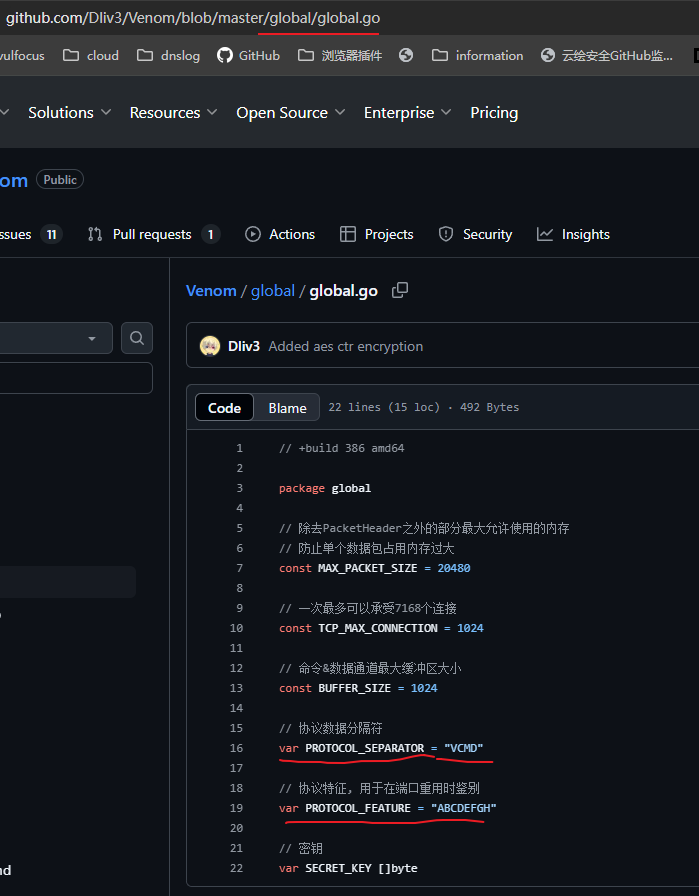 github.com/Dliv3/Venom/blob/master/global/global.go
vulfocus cloud dnslog GitHub 浏览器插件 information 云绘安全GitHub监...
Solutions Resources Open Source Enterprise Pricing
om Public
ssues 11 Pull requests 1 Actions Projects Security Insights
Venom / global / global.go
Dliv3 Added aes ctr encryption
Code Blame 22 lines (15 loc) · 492 Bytes
1 // +build 386 amd64
2
3 package global
4
5 // 除去PacketHeader之外的部分最大允许使用的内存
6 // 防止单个数据包占用内存过大
7 const MAX_PACKET_SIZE = 20480
8
9 // 一次最多可以承受7168个连接
10 const TCP_MAX_CONNECTION = 1024
11
12 // 命令&数据通道最大缓冲区大小
13 const BUFFER_SIZE = 1024
14
15 // 协议数据分隔符
16 var PROTOCOL_SEPARATOR = "VCMD"
17
18 // 协议特征, 用于在端口重用时鉴别
19 var PROTOCOL_FEATURE = "ABCDEFGH"
20
21 // 密钥
22 var SECRET_KEY []byte
nd